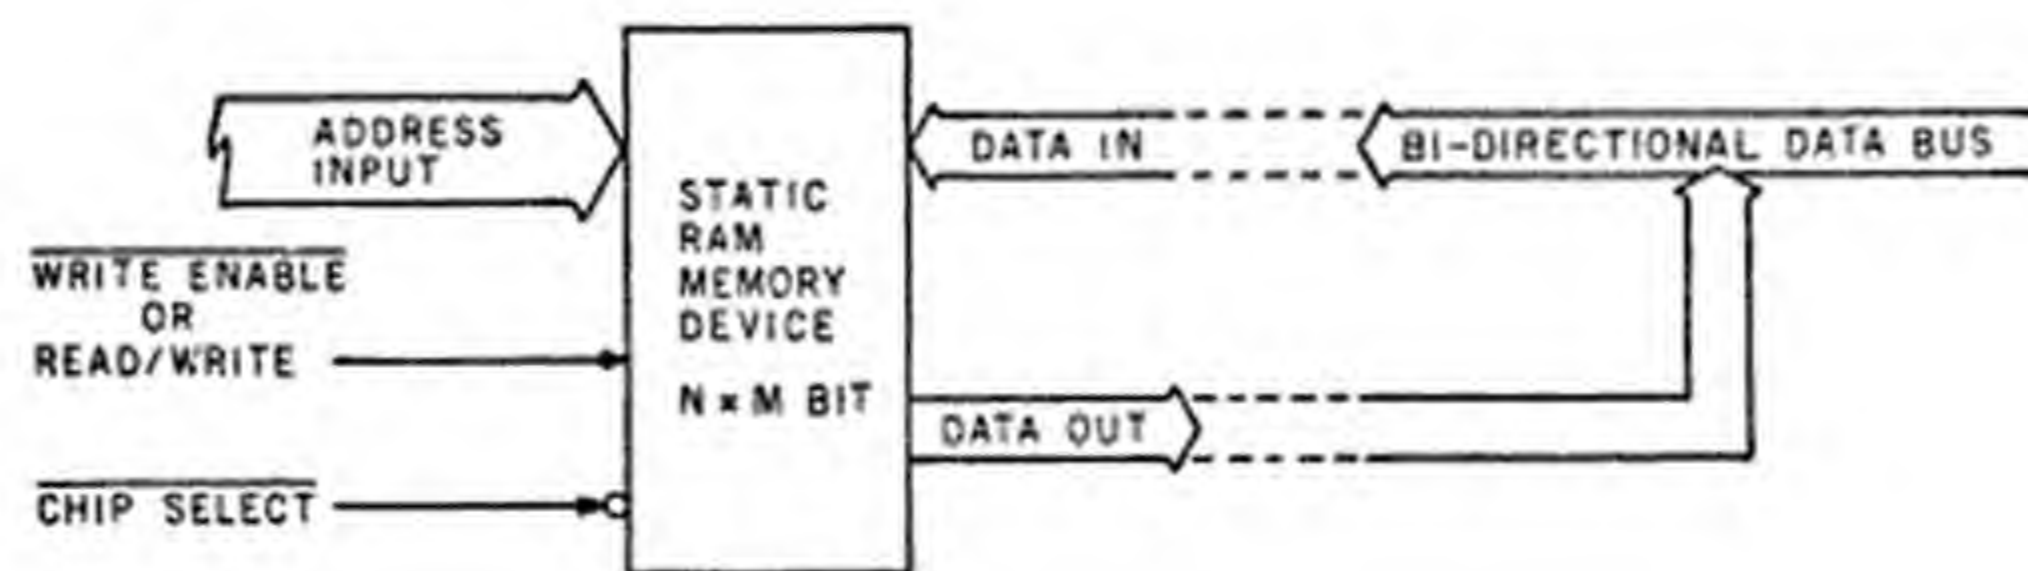 ADDRESS
INPUT
WRITE ENABLE
OR
READ/WRITE
CHIP SELECT
STATIC
RAM
MEMORY
DEVICE
N × M BIT
DATA IN
DATA OUT
BI-DIRECTIONAL DATA BUS